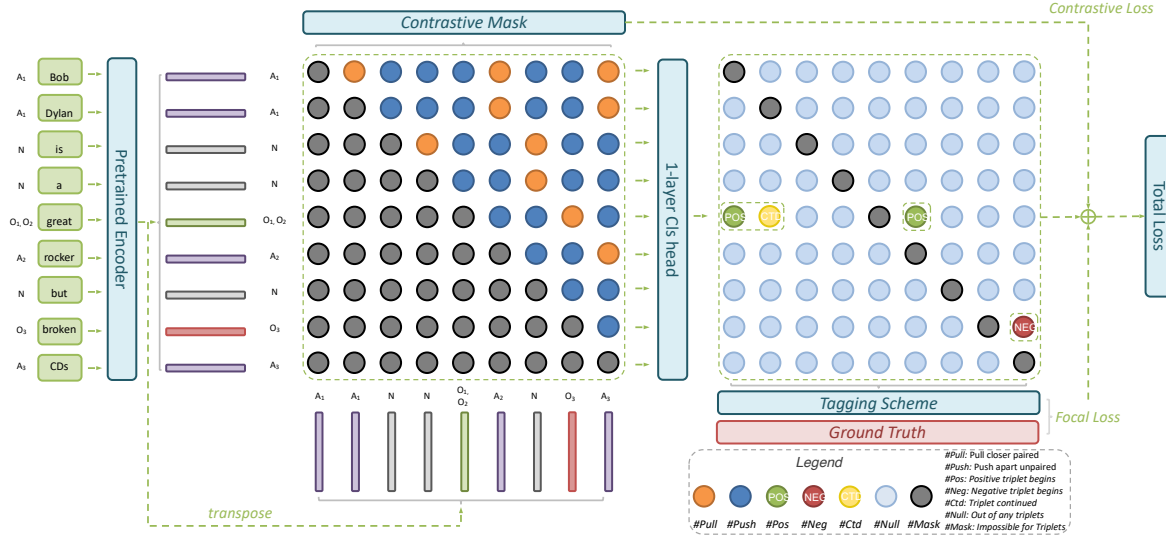 Contrastive Mask
Contrastive Loss
A1 Bob
A1 Dylan
N is
N a
O1, O2 great
A2 rocker
N but
O3 broken
A3 CDs
Pretrained Encoder
A1
A1
N
N
O1, O2
A2
N
O3
A3
1-layer Cls head
POS CTD POS
NEG
Total Loss
A1 A1 N N O1, O2 A2 N O3 A3
transpose
Tagging Scheme
Ground Truth
Focal Loss
Legend
POS NEG CTD
#Pull #Push #Pos #Neg #Ctd #Null #Mask
#Pull: Pull closer paired
#Push: Push apart unpaired
#Pos: Positive triplet begins
#Neg: Negative triplet begins
#Ctd: Triplet continued
#Null: Out of any triplets
#Mask: Impossible for Triplets